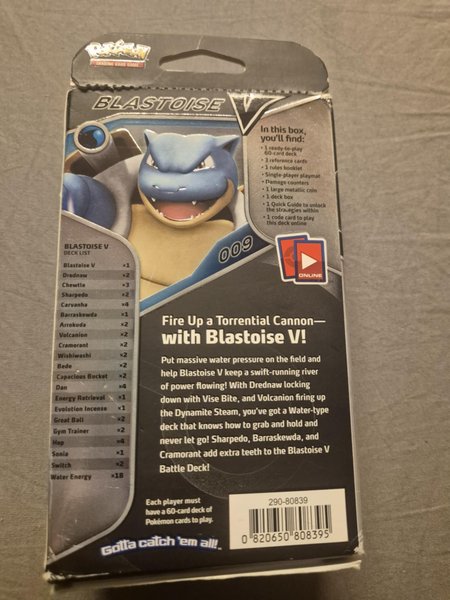 Pokémon
TRADING CARD GAME
BLASTOISE V
In this box,
you'll find:
• 1 ready-to-play
60-card deck
• 3 reference cards
• 1 rules booklet
• Single-player playmat
• Damage counters
• 1 large metallic coin
• 1 deck box
• 1 Quick Guide to unlock
the strategies within
• 1 code card to play
this deck online
009
ONLINE
BLASTOISE V
DECK LIST
Blastoise V ×1
Drednaw ×2
Chewtle ×3
Sharpedo ×2
Carvanha ×4
Barraskewda ×1
Arrokuda ×2
Volcanion ×2
Cramorant ×2
Wishiwashi ×2
Bede ×2
Capacious Bucket ×2
Dan ×4
Energy Retrieval ×1
Evolution Incense ×1
Great Ball ×2
Gym Trainer ×2
Hop ×4
Sonia ×1
Switch ×2
Water Energy ×18
Fire Up a Torrential Cannon—
with Blastoise V!
Put massive water pressure on the field and
help Blastoise V keep a swift-running river
of power flowing! With Drednaw locking
down with Vise Bite, and Volcanion firing up
the Dynamite Steam, you've got a Water-type
deck that knows how to grab and hold and
never let go! Sharpedo, Barraskewda, and
Cramorant add extra teeth to the Blastoise V
Battle Deck!
Each player must
have a 60-card deck of
Pokémon cards to play.
Gotta catch 'em all!
290-80839
0 820650 808395